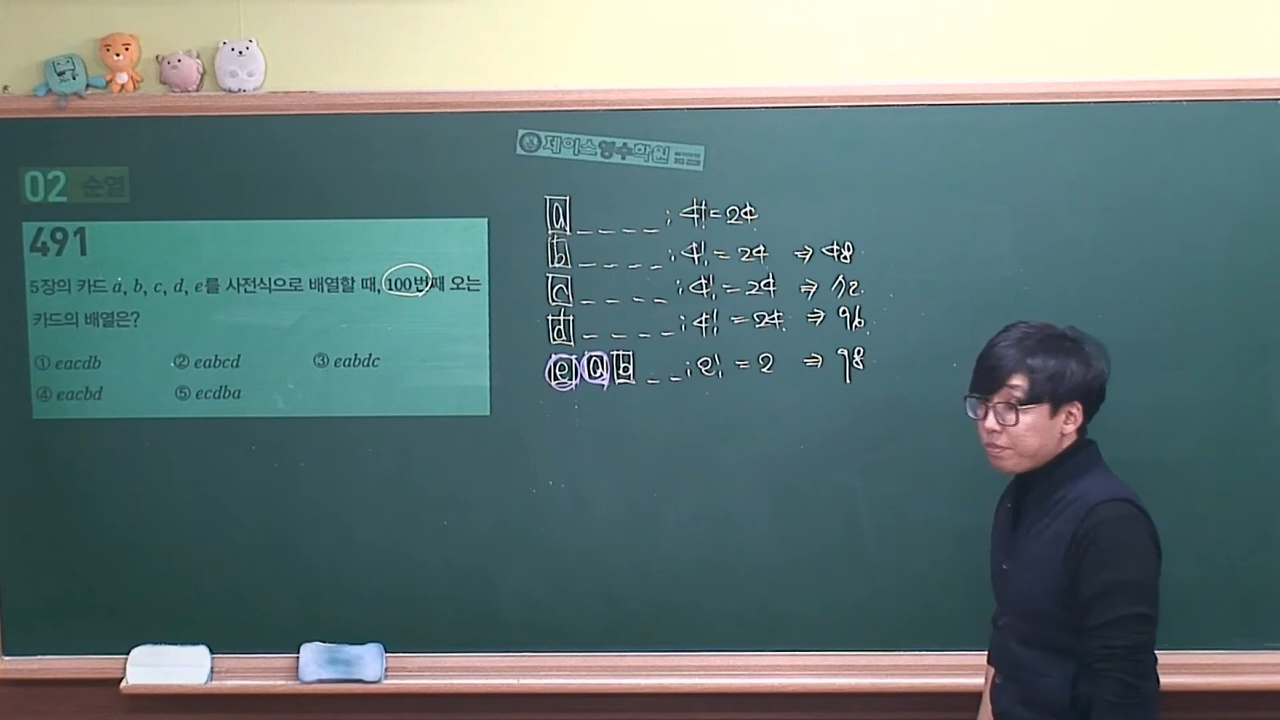 제이스영수학원
02 순열
491
5장의 카드 a, b, c, d, e를 사전식으로 배열할 때, 100번째 오는
카드의 배열은?
① eacdb ② eabcd ③ eabdc
④ eacbd ⑤ ecdba
a _ _ _ _ ; 4! = 24
b _ _ _ _ ; 4! = 24 ⇒ 48
c _ _ _ _ ; 4! = 24 ⇒ 72
d _ _ _ _ ; 4! = 24 ⇒ 96
e a b _ _ ; 2! = 2 ⇒ 98